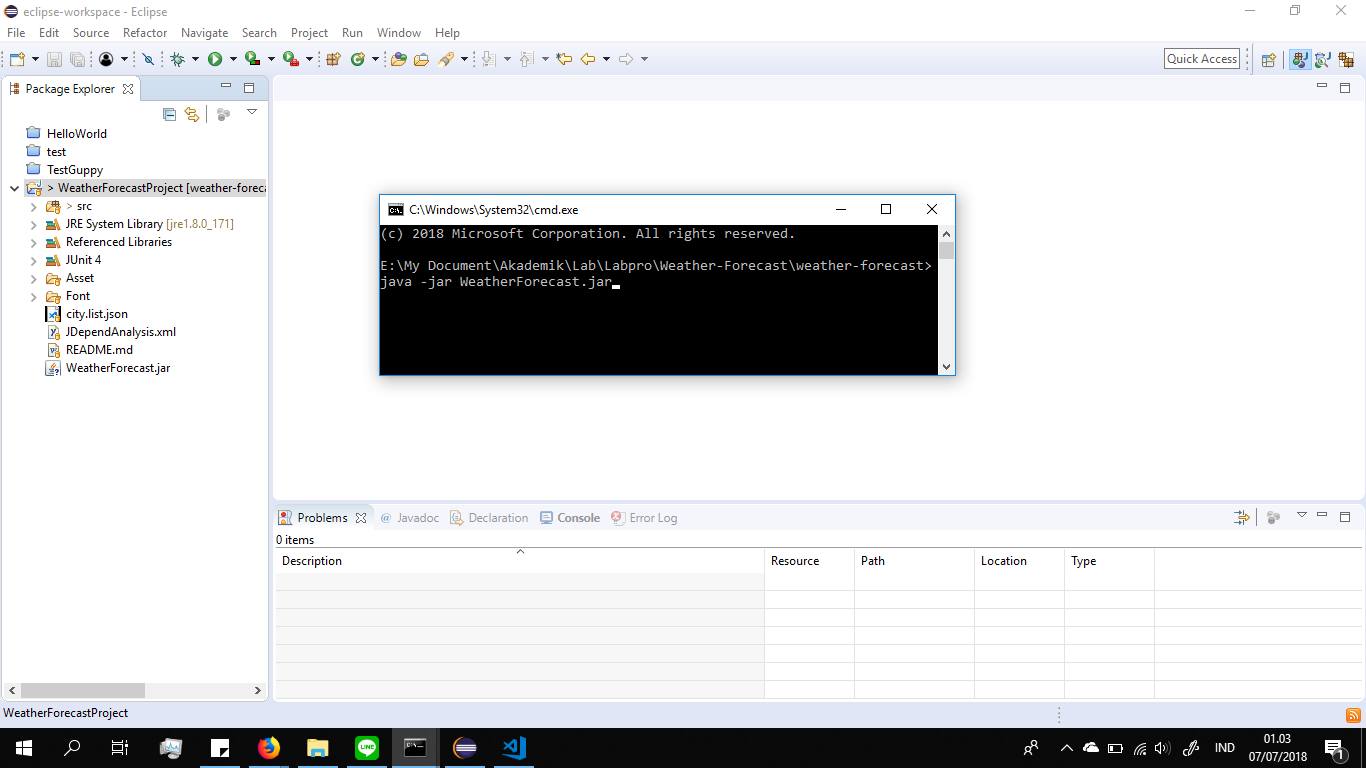 eclipse-workspace - Eclipse
File Edit Source Refactor Navigate Search Project Run Window Help
Quick Access
Package Explorer
HelloWorld
test
TestGuppy
> WeatherForecastProject [weather-foreca
> src
JRE System Library [jre1.8.0_171]
Referenced Libraries
JUnit 4
Asset
Font
city.list.json
JDependAnalysis.xml
README.md
WeatherForecast.jar
C:\Windows\System32\cmd.exe
(c) 2018 Microsoft Corporation. All rights reserved.
E:\My Document\Akademik\Lab\Labpro\Weather-Forecast\weather-forecast>
java -jar WeatherForecast.jar
Problems @ Javadoc Declaration Console Error Log
0 items
Description Resource Path Location Type
WeatherForecastProject
LINE
IND
01.03
07/07/2018
1